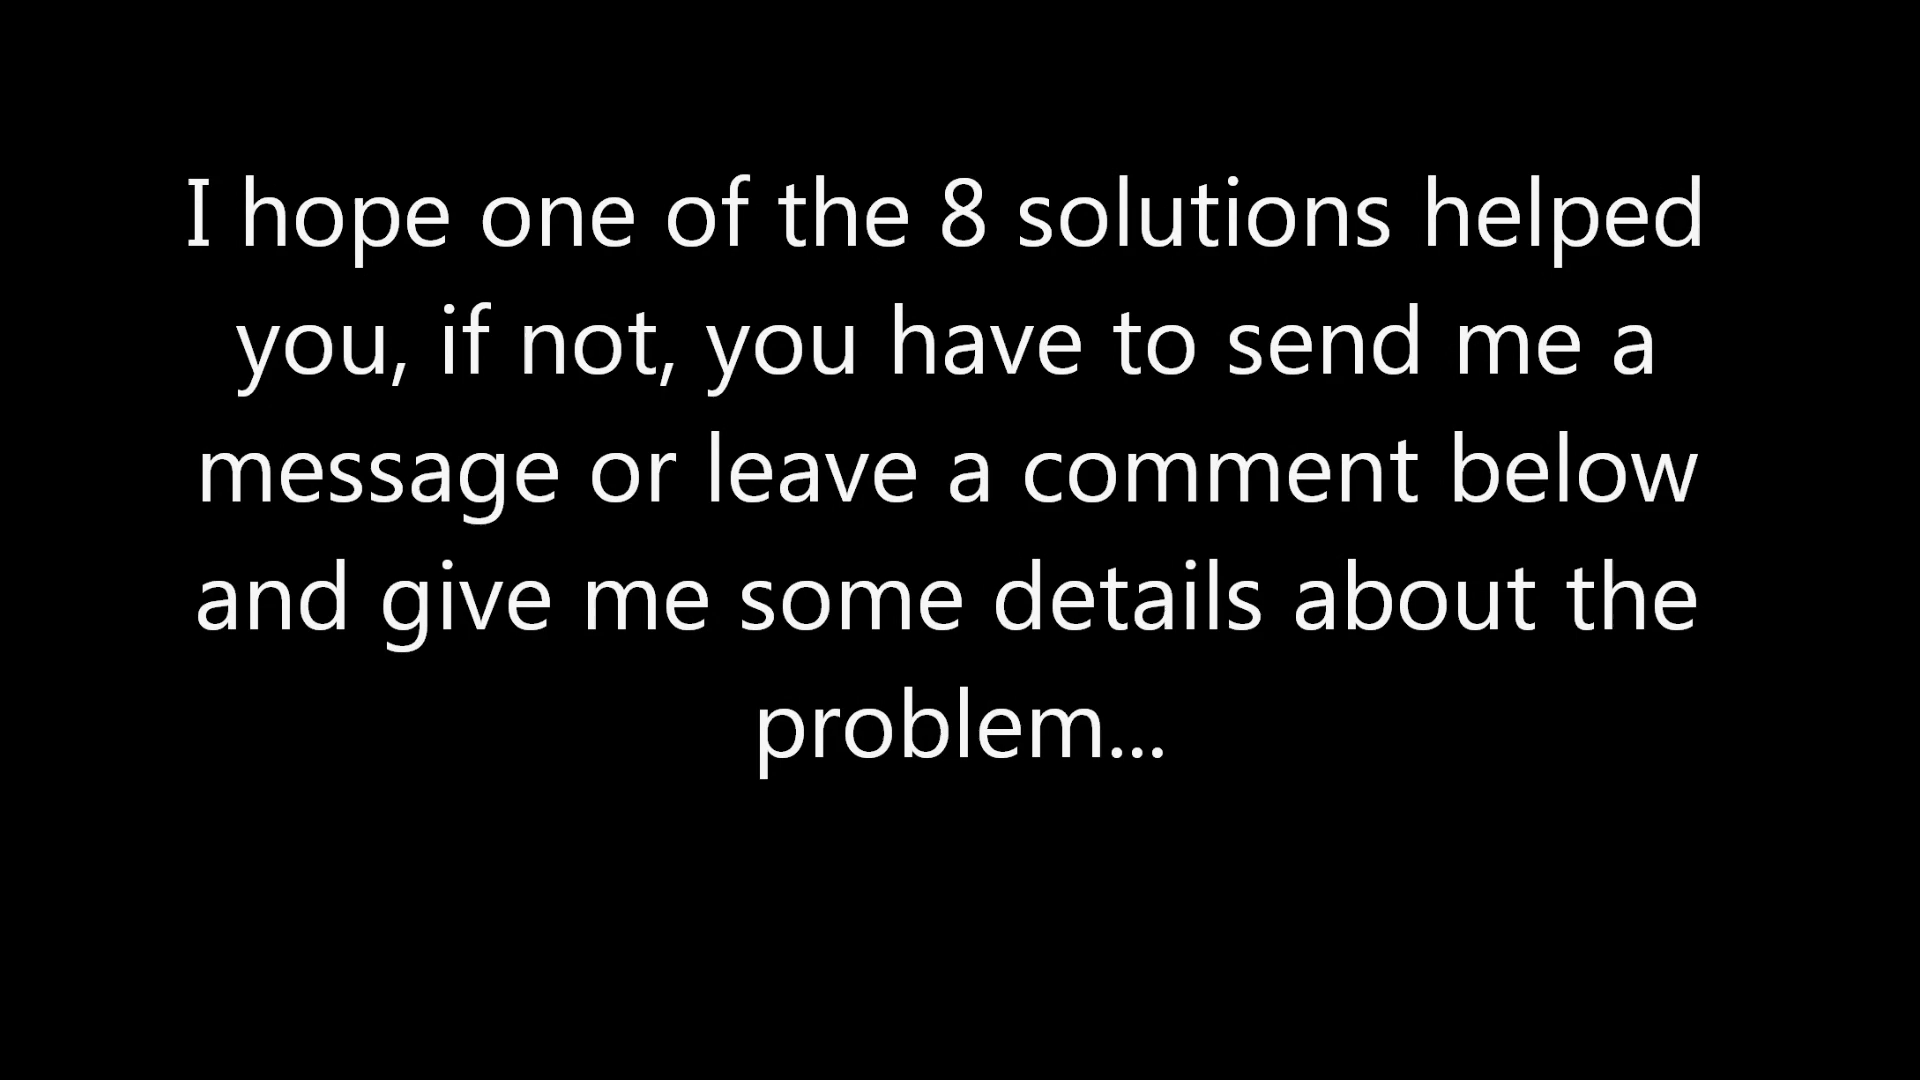 I hope one of the 8 solutions helped
you, if not, you have to send me a
message or leave a comment below
and give me some details about the
problem...